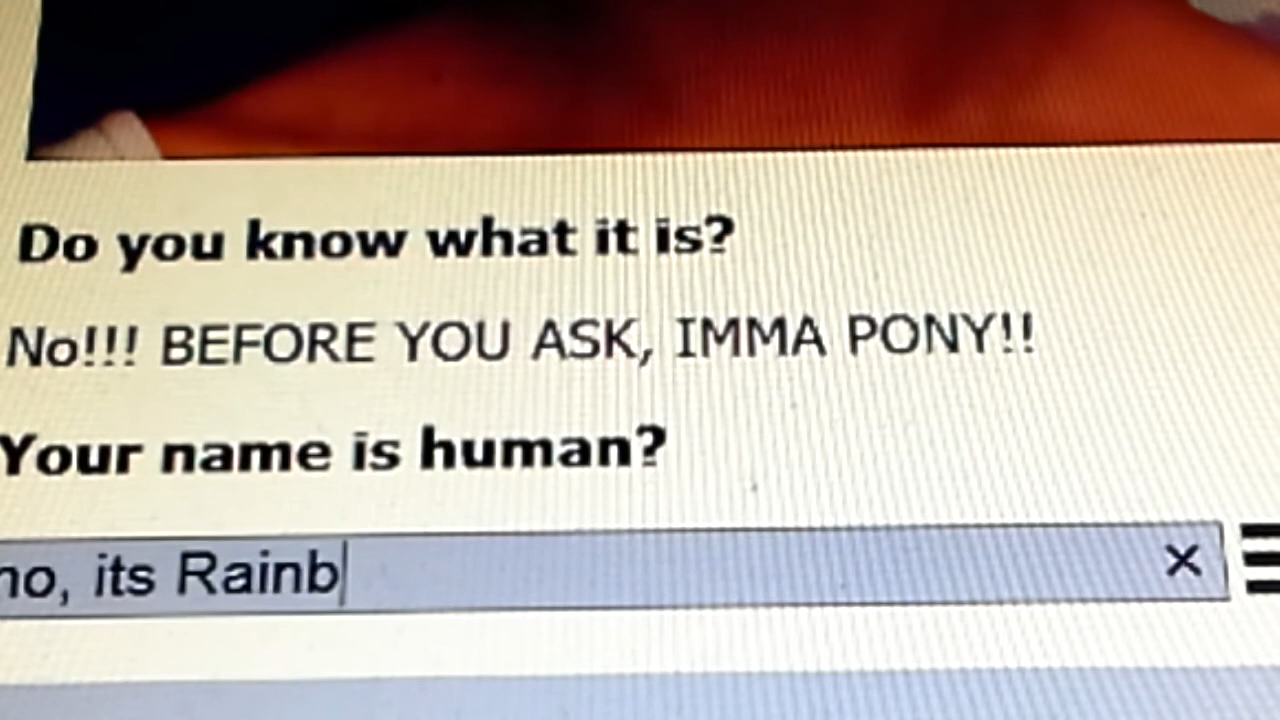 Do you know what it is?
No!!! BEFORE YOU ASK, IMMA PONY!!
Your name is human?
no, its Rainb